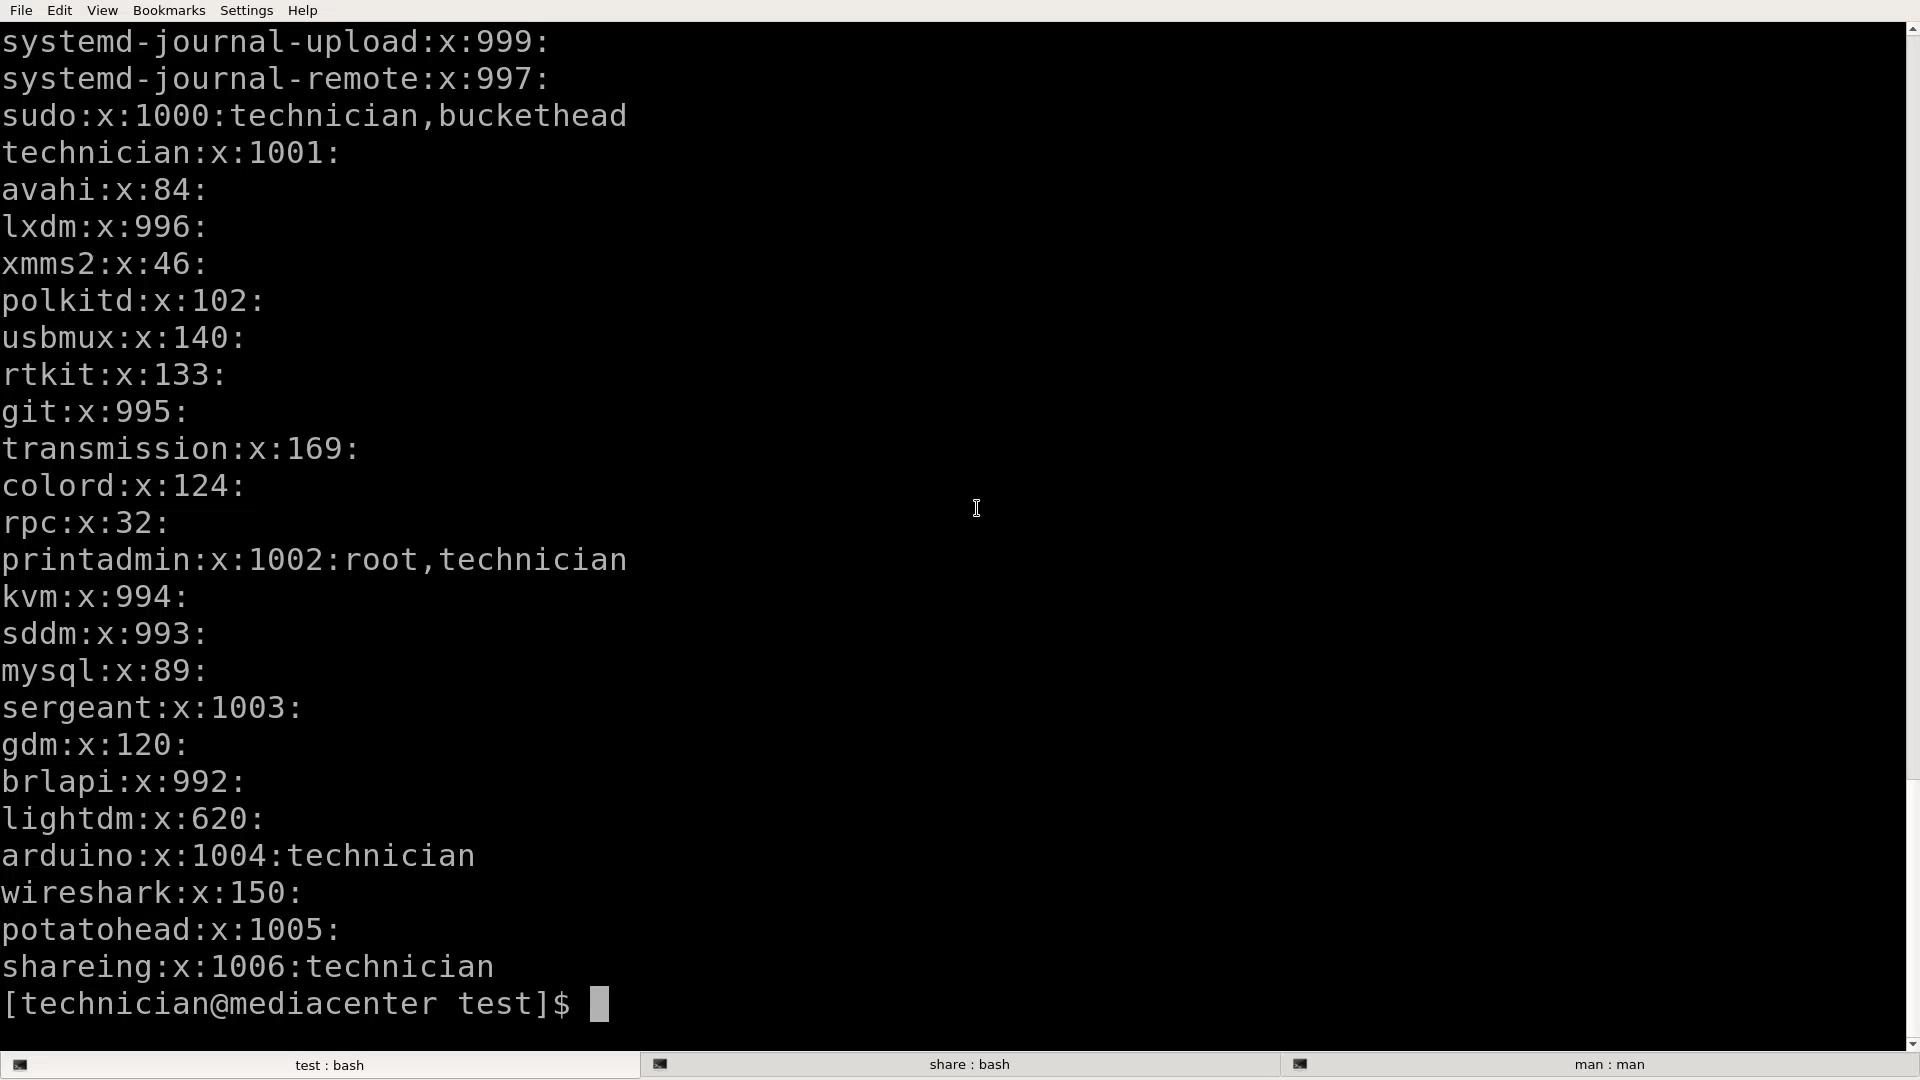 File Edit View Bookmarks Settings Help
systemd-journal-upload:x:999:
systemd-journal-remote:x:997:
sudo:x:1000:technician,buckethead
technician:x:1001:
avahi:x:84:
lxdm:x:996:
xmms2:x:46:
polkitd:x:102:
usbmux:x:140:
rtkit:x:133:
git:x:995:
transmission:x:169:
colord:x:124:
rpc:x:32:
printadmin:x:1002:root,technician
kvm:x:994:
sddm:x:993:
mysql:x:89:
sergeant:x:1003:
gdm:x:120:
brlapi:x:992:
lightdm:x:620:
arduino:x:1004:technician
wireshark:x:150:
potatohead:x:1005:
shareing:x:1006:technician
[technician@mediacenter test]$
test : bash share : bash man : man